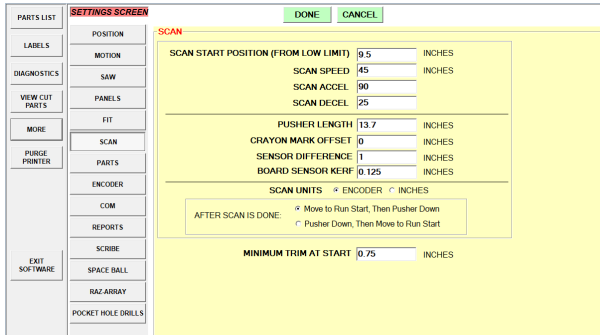 SETTINGS SCREEN
DONE
CANCEL
PARTS LIST
LABELS
DIAGNOSTICS
VIEW CUT
PARTS
MORE
PURGE
PRINTER
EXIT
SOFTWARE
POSITION
MOTION
SAW
PANELS
FIT
SCAN
PARTS
ENCODER
COM
REPORTS
SCRIBE
SPACE BALL
RAZ-ARRAY
POCKET HOLE DRILLS
SCAN
SCAN START POSITION (FROM LOW LIMIT) 9.5 INCHES
SCAN SPEED 45 INCHES
SCAN ACCEL 90
SCAN DECEL 25
PUSHER LENGTH 13.7 INCHES
CRAYON MARK OFFSET 0 INCHES
SENSOR DIFFERENCE 1 INCHES
BOARD SENSOR KERF 0.125 INCHES
SCAN UNITS ENCODER INCHES
AFTER SCAN IS DONE:
Move to Run Start, Then Pusher Down
Pusher Down, Then Move to Run Start
MINIMUM TRIM AT START 0.75 INCHES